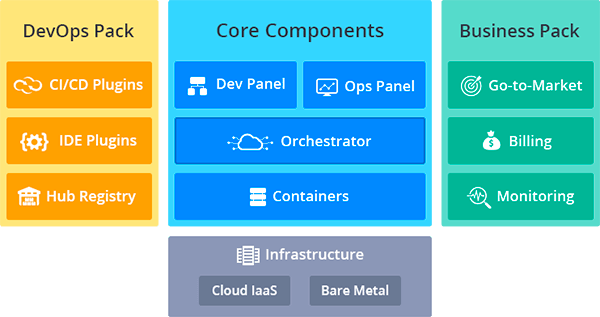 DevOps Pack
CI/CD Plugins
IDE Plugins
Hub Registry
Core Components
Dev Panel
Ops Panel
Orchestrator
Containers
Business Pack
Go-to-Market
Billing
Monitoring
Infrastructure
Cloud IaaS
Bare Metal